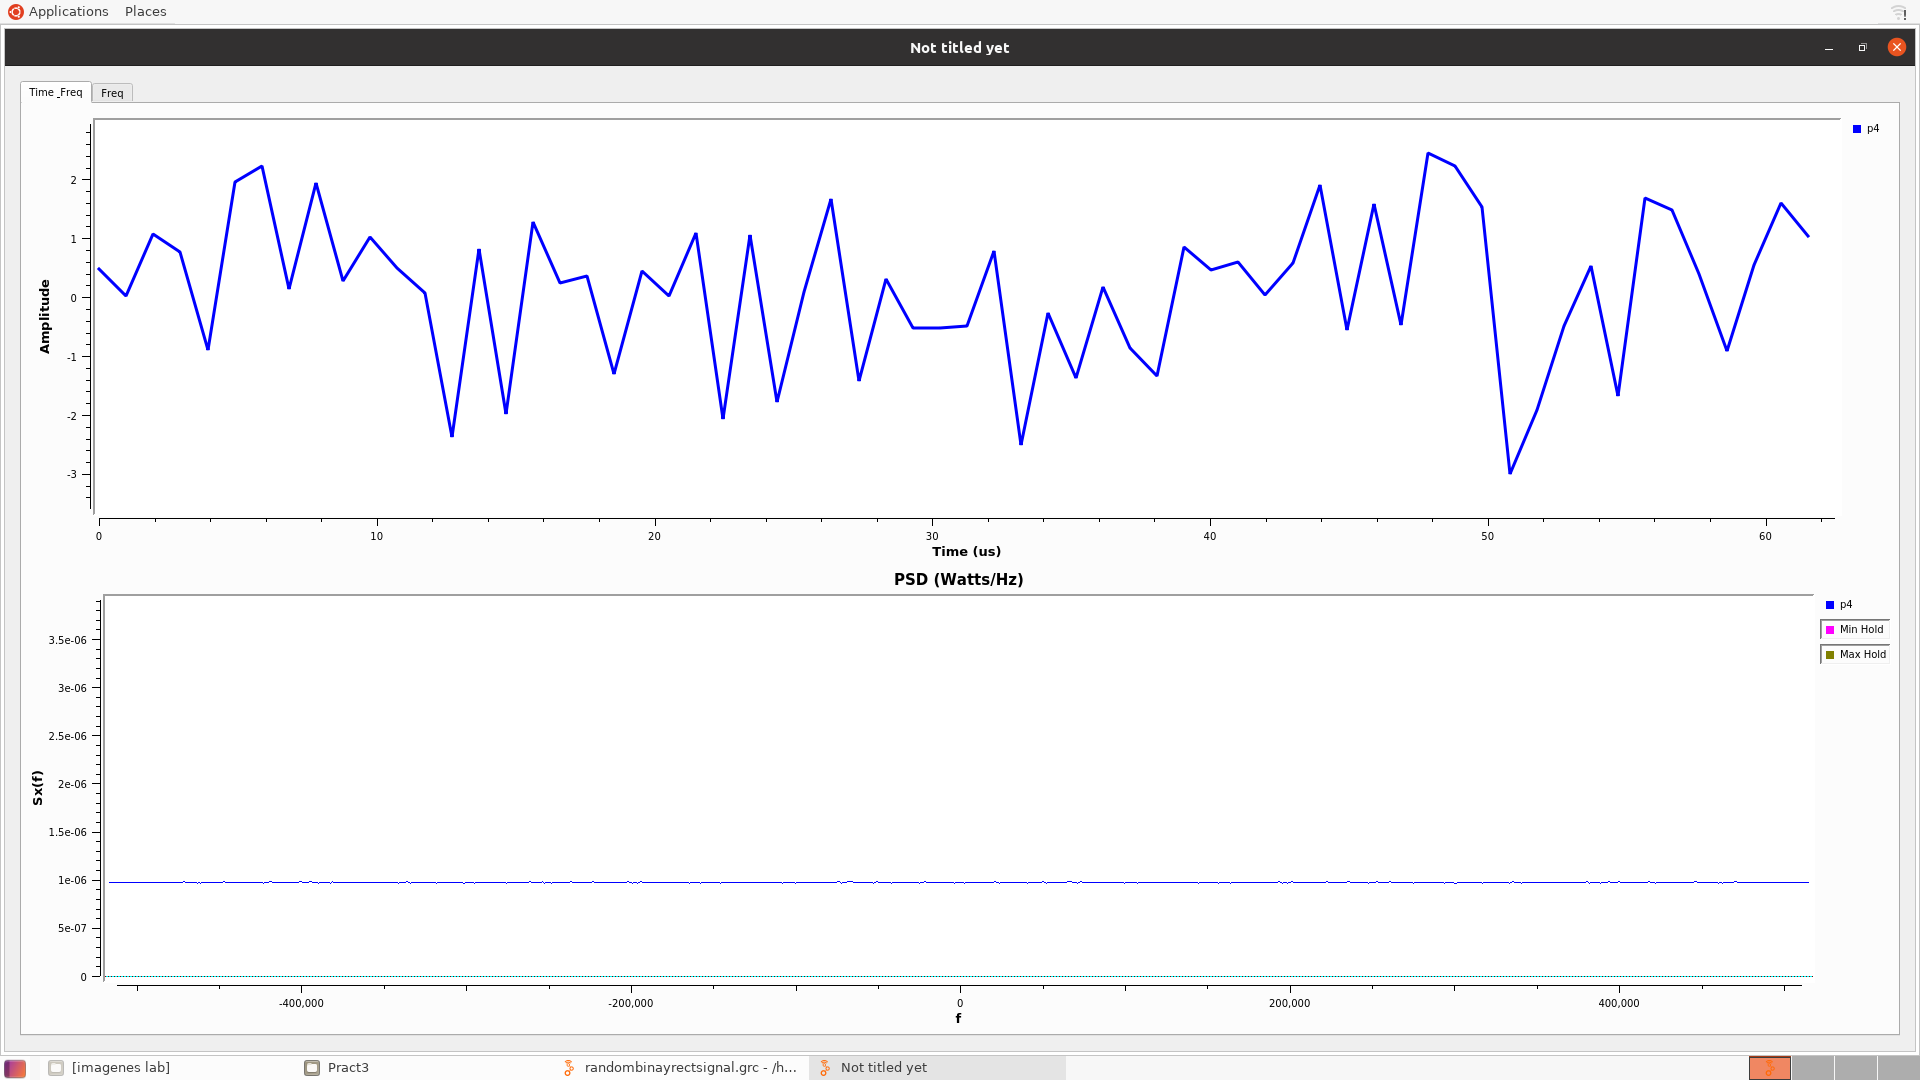 Applications Places
Not titled yet
Time _Freq Freq
p4
2
1
0
-1
-2
-3
Amplitude
0 10 20 30 40 50 60
Time (us)
PSD (Watts/Hz)
p4
Min Hold
Max Hold
3.5e-06
3e-06
2.5e-06
2e-06
1.5e-06
1e-06
5e-07
0
Sx(f)
-400,000 -200,000 0 200,000 400,000
f
[imagenes lab] Pract3 randombinayrectsignal.grc - /h... Not titled yet